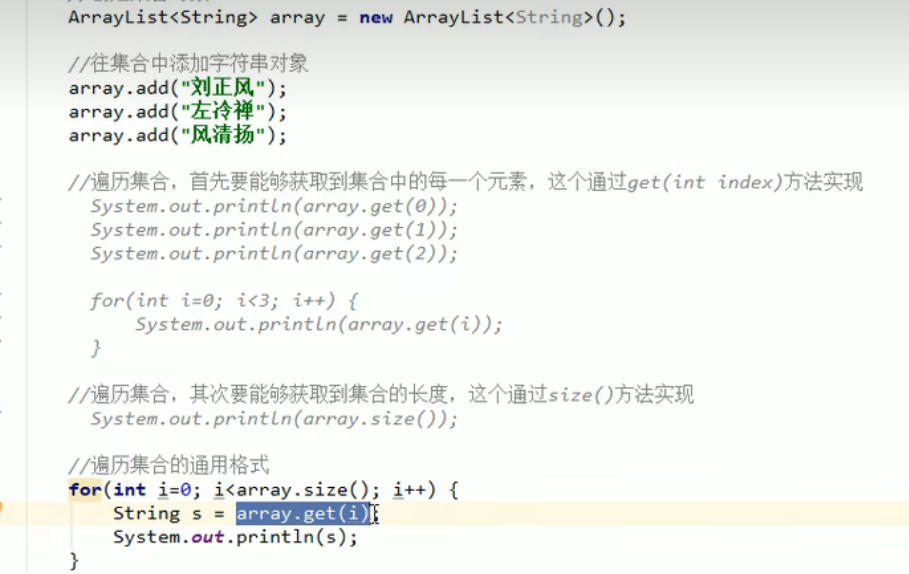 ArrayList<String> array = new ArrayList<String>();
//往集合中添加字符串对象
array.add("刘正风");
array.add("左冷禅");
array.add("风清扬");
//遍历集合，首先要能够获取到集合中的每一个元素，这个通过get(int index)方法实现
System.out.println(array.get(0));
System.out.println(array.get(1));
System.out.println(array.get(2));
for(int i=0; i<3; i++) {
System.out.println(array.get(i));
}
//遍历集合，其次要能够获取到集合的长度，这个通过size()方法实现
System.out.println(array.size());
//遍历集合的通用格式
for(int i=0; i<array.size(); i++) {
String s = array.get(i);
System.out.println(s);
}